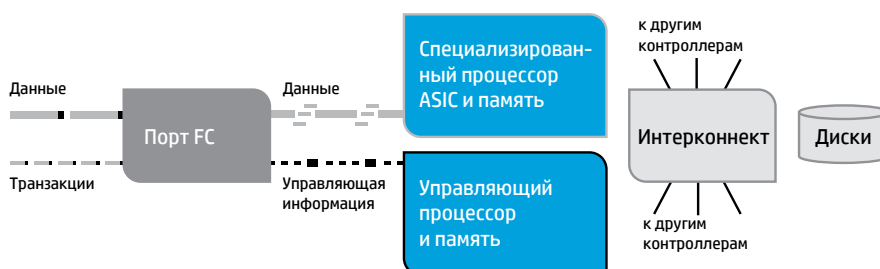 к другим
контроллерам
Специализирован-
ный процессор
ASIC и память
Данные
Данные
Порт FC
Интерконнект
Диски
Транзакции
Управляющая
информация
Управляющий
процессор
и память
к другим
контроллерам